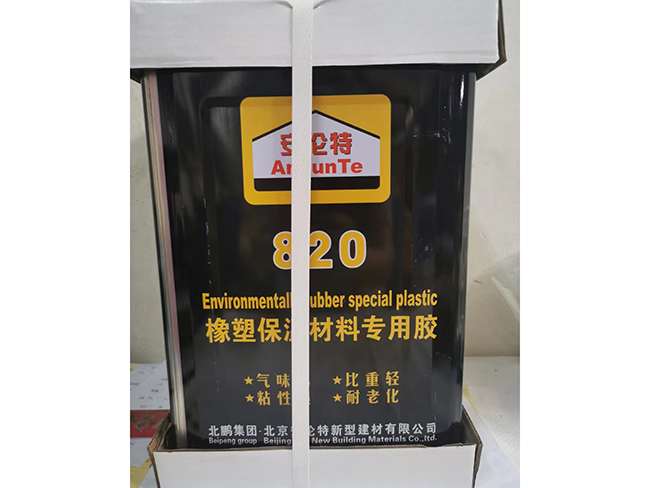 安伦特
820
special plastic
橡塑保 材料专用胶
★气味 ★比重轻
★粘性 ★耐老化
北鹏集团·北京 伦特新型建材有限公司
Beipeng group New Building Materials Co.,ltd.